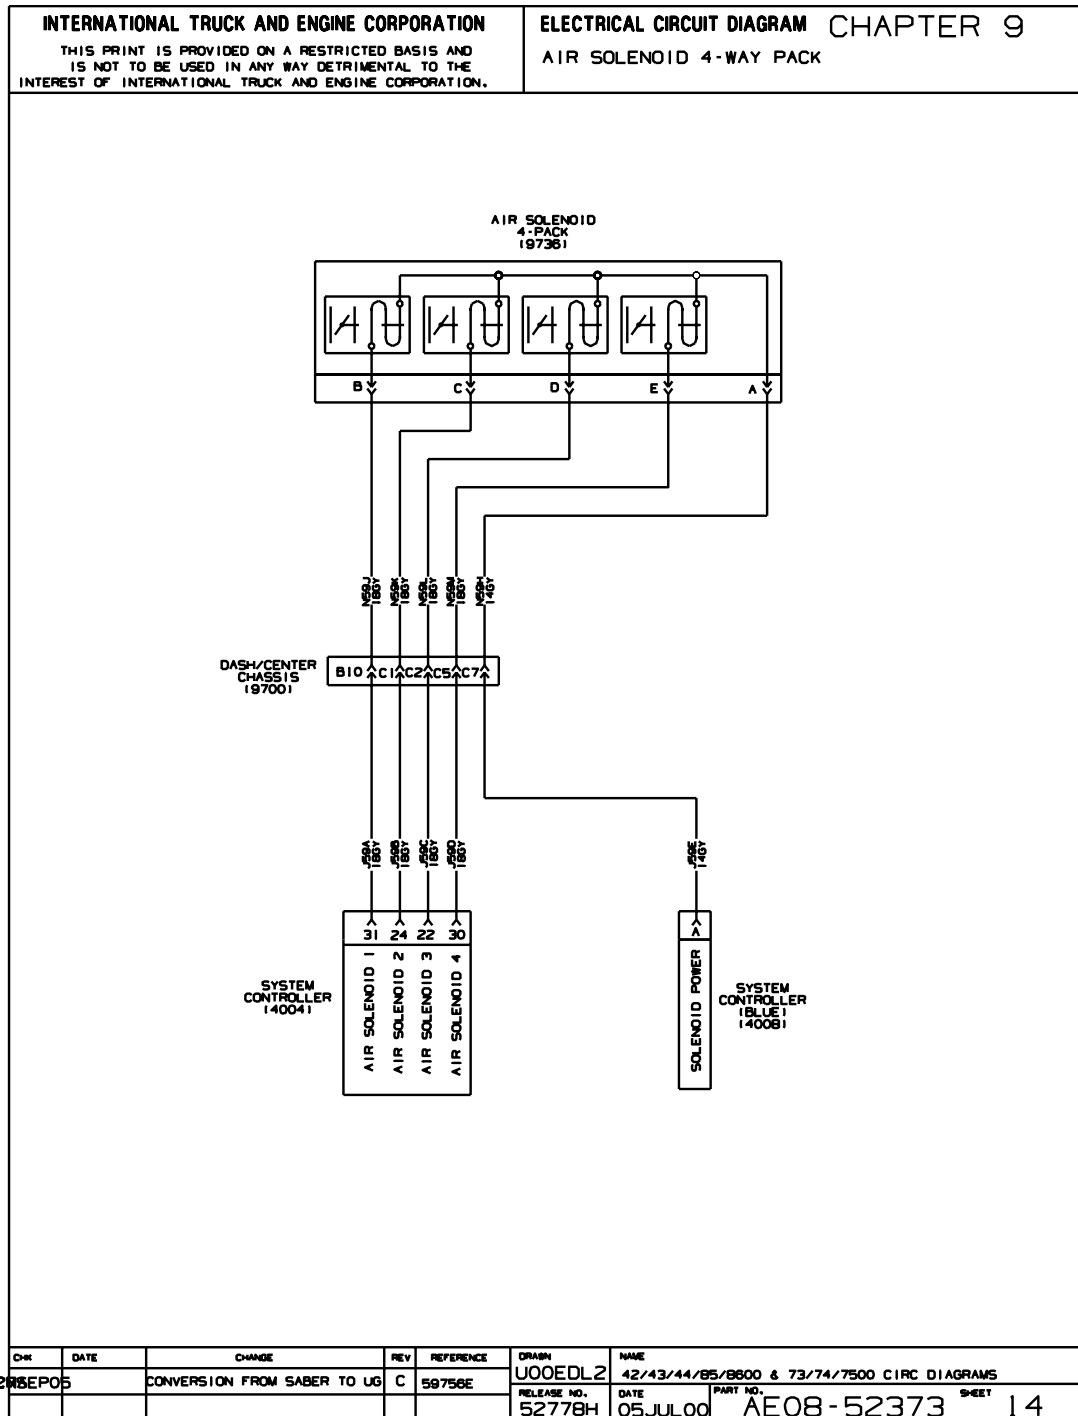 INTERNATIONAL TRUCK AND ENGINE CORPORATION
THIS PRINT IS PROVIDED ON A RESTRICTED BASIS AND
IS NOT TO BE USED IN ANY WAY DETRIMENTAL TO THE
INTEREST OF INTERNATIONAL TRUCK AND ENGINE CORPORATION.
ELECTRICAL CIRCUIT DIAGRAM CHAPTER 9
AIR SOLENOID 4-WAY PACK
AIR SOLENOID
4-PACK
(9736)
B C D E A
N59J 18GY
N59K 18GY
N59L 18GY
N59M 18GY
N59H 14GY
DASH/CENTER
CHASSIS
(9700)
B10 C1 C2 C5 C7
J59A 18GY
J59B 18GY
J59C 18GY
J59D 18GY
J59E 14GY
31 24 22 30
A
AIR SOLENOID 1
AIR SOLENOID 2
AIR SOLENOID 3
AIR SOLENOID 4
SOLENOID POWER
SYSTEM
CONTROLLER
(4004)
SYSTEM
CONTROLLER
(BLUE)
(4008)
CHK DATE CHANGE REV REFERENCE
CONVERSION FROM SABER TO UG C 59756E
DRAWN
U00EDL2
NAME
42/43/44/85/8600 & 73/74/7500 CIRC DIAGRAMS
RELEASE NO.
52778H
DATE
05JUL00
PART NO.
AE08-52373
SHEET
14